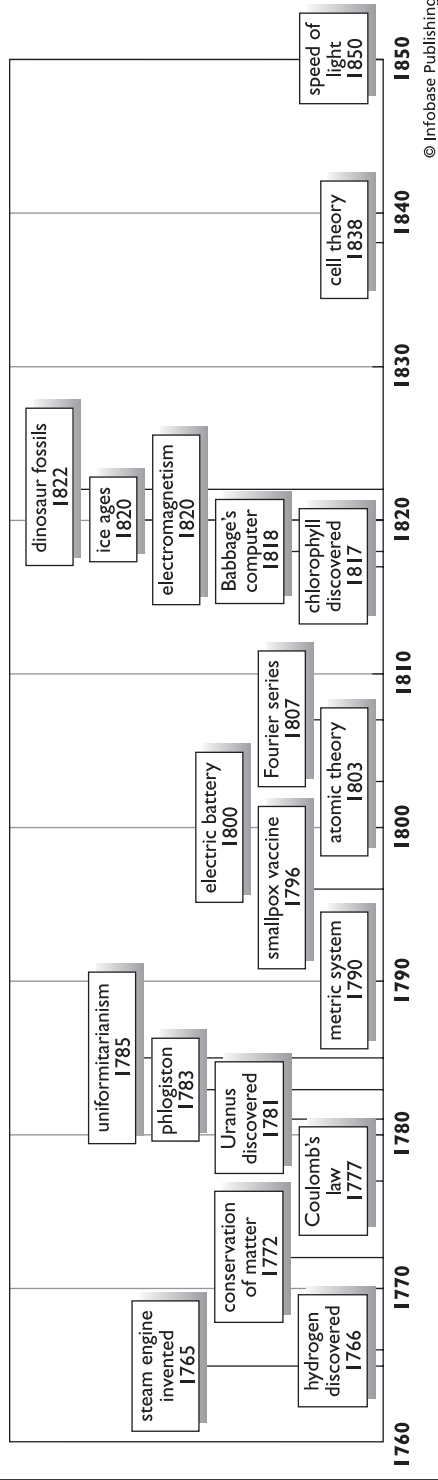 steam engine
invented
1765
hydrogen
discovered
1766
conservation
of matter
1772
Coulomb's
law
1777
Uranus
discovered
1781
phlogiston
1783
uniformitarianism
1785
metric system
1790
smallpox vaccine
1796
electric battery
1800
atomic theory
1803
Fourier series
1807
chlorophyll
discovered
1817
Babbage's
computer
1818
electromagnetism
1820
ice ages
1820
dinosaur fossils
1822
cell theory
1838
speed of
light
1850
1760
1770
1780
1790
1800
1810
1820
1830
1840
1850
© Infobase Publishing